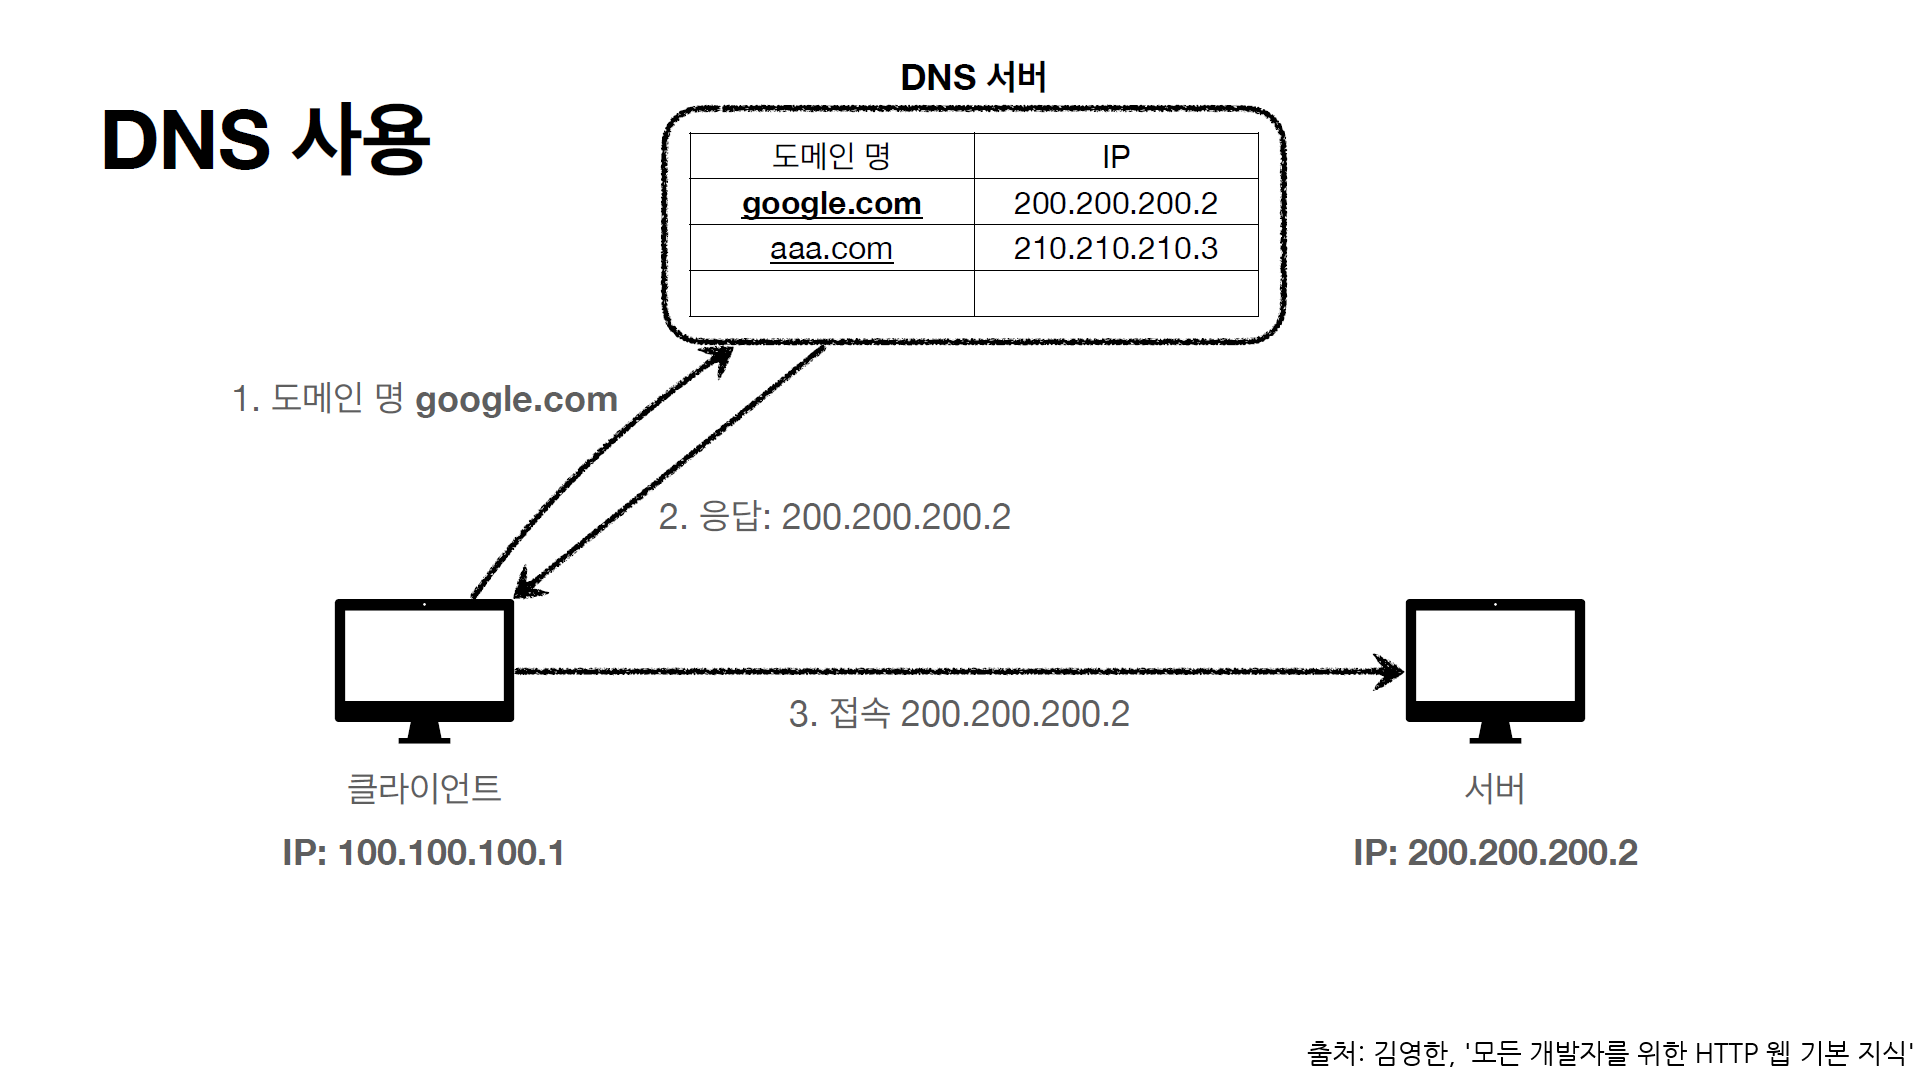 DNS 사용
DNS 서버
도메인 명 IP
google.com 200.200.200.2
aaa.com 210.210.210.3
1. 도메인 명 google.com
2. 응답: 200.200.200.2
3. 접속 200.200.200.2
클라이언트
IP: 100.100.100.1
서버
IP: 200.200.200.2
출처: 김영한, '모든 개발자를 위한 HTTP 웹 기본 지식'